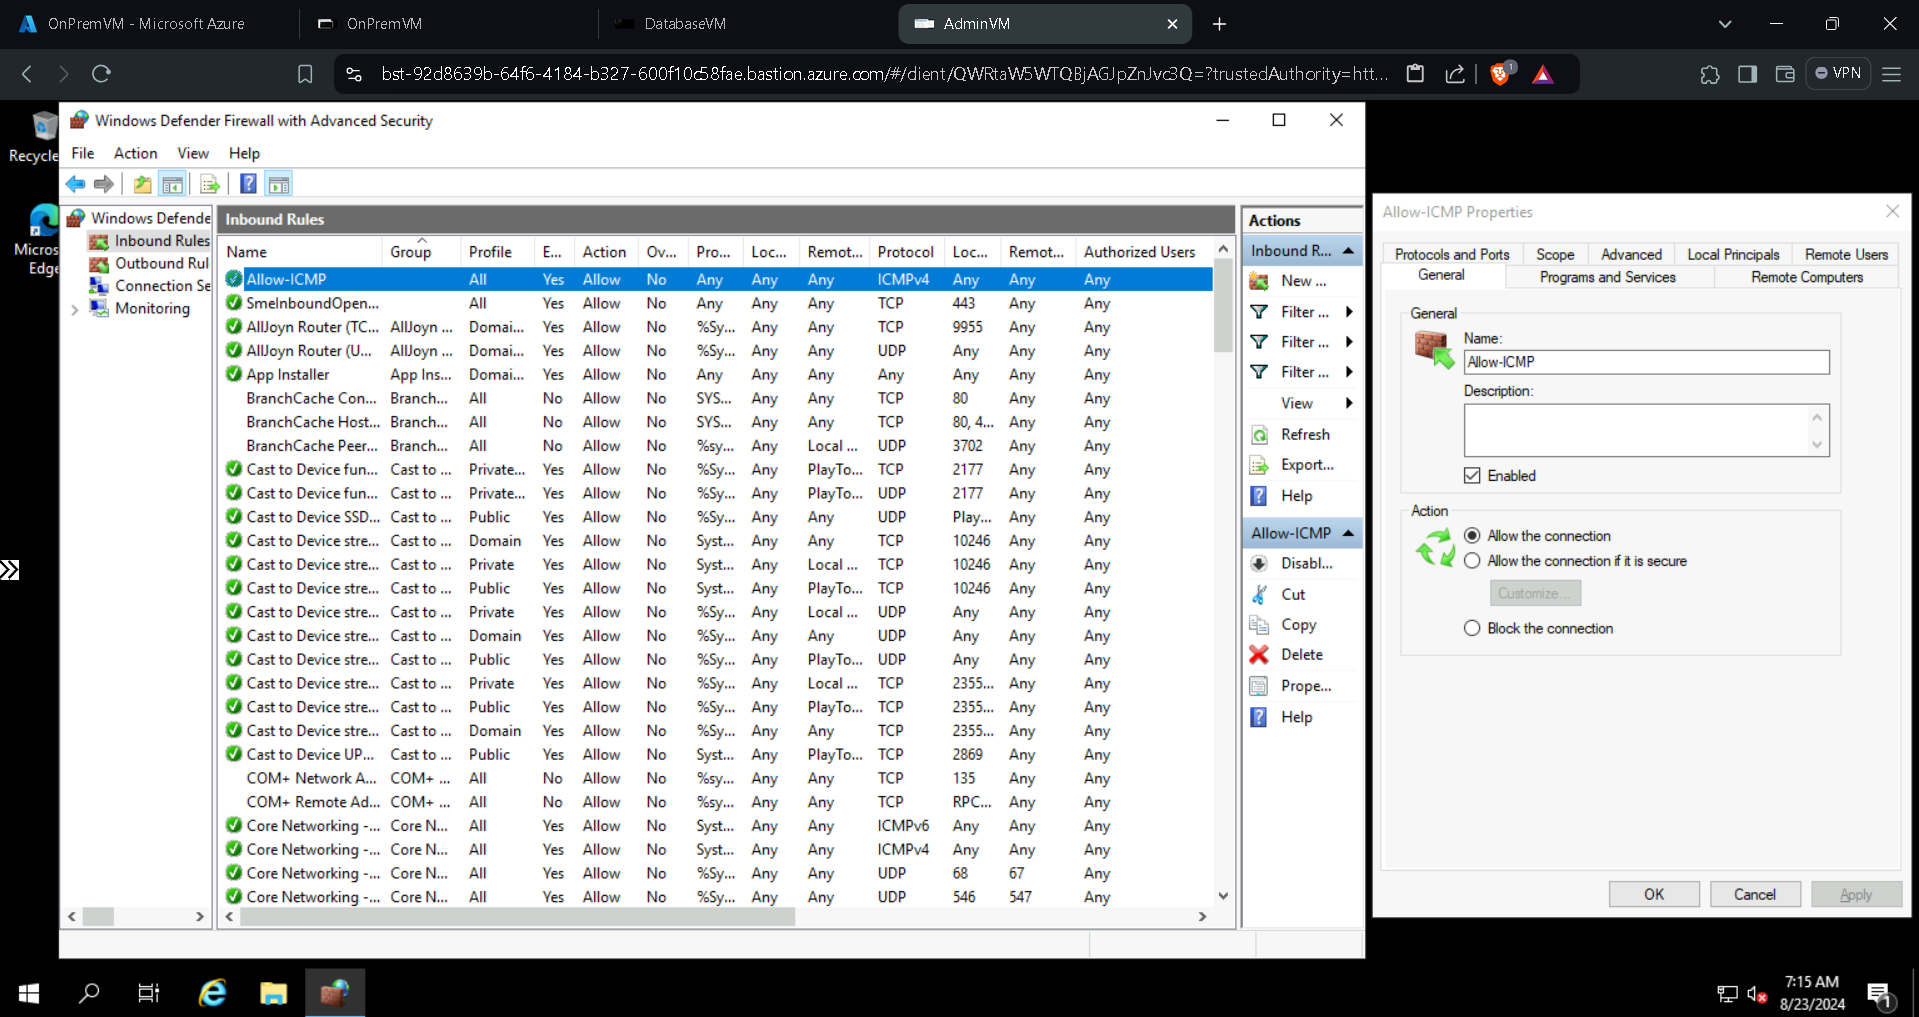 OnPremVM - Microsoft Azure
OnPremVM
DatabaseVM
AdminVM
bst-92d8639b-64f6-4184-b327-600f10c58fae.bastion.azure.com/#/client/QWRtaW5WTQBjAGJpZnJvc3Q=?trustedAuthority=htt...
1
VPN
Recycle
Micros
Edge
Windows Defender Firewall with Advanced Security
File Action View Help
Windows Defende
Inbound Rules
Outbound Rul
Connection Se
Monitoring
Inbound Rules
Name Group Profile E... Action Ov... Pro... Loc... Remot... Protocol Loc... Remot... Authorized Users
Allow-ICMP All Yes Allow No Any Any Any ICMPv4 Any Any Any
SmeInboundOpen... All Yes Allow No Any Any Any TCP 443 Any Any
AllJoyn Router (TC... AllJoyn ... Domai... Yes Allow No %Sy... Any Any TCP 9955 Any Any
AllJoyn Router (U... AllJoyn ... Domai... Yes Allow No %Sy... Any Any UDP Any Any Any
App Installer App Ins... Domai... Yes Allow No Any Any Any Any Any Any Any
BranchCache Con... Branch... All No Allow No SYS... Any Any TCP 80 Any Any
BranchCache Host... Branch... All No Allow No SYS... Any Any TCP 80, 4... Any Any
BranchCache Peer... Branch... All No Allow No %sy... Any Local ... UDP 3702 Any Any
Cast to Device fun... Cast to ... Private... Yes Allow No %Sy... Any PlayTo... TCP 2177 Any Any
Cast to Device fun... Cast to ... Private... Yes Allow No %Sy... Any PlayTo... UDP 2177 Any Any
Cast to Device SSD... Cast to ... Public Yes Allow No %Sy... Any Any UDP Play... Any Any
Cast to Device stre... Cast to ... Domain Yes Allow No Syst... Any Any TCP 10246 Any Any
Cast to Device stre... Cast to ... Private Yes Allow No Syst... Any Local ... TCP 10246 Any Any
Cast to Device stre... Cast to ... Public Yes Allow No Syst... Any PlayTo... TCP 10246 Any Any
Cast to Device stre... Cast to ... Private Yes Allow No %Sy... Any Local ... UDP Any Any Any
Cast to Device stre... Cast to ... Domain Yes Allow No %Sy... Any Any UDP Any Any Any
Cast to Device stre... Cast to ... Public Yes Allow No %Sy... Any PlayTo... UDP Any Any Any
Cast to Device stre... Cast to ... Private Yes Allow No %Sy... Any Local ... TCP 2355... Any Any
Cast to Device stre... Cast to ... Public Yes Allow No %Sy... Any PlayTo... TCP 2355... Any Any
Cast to Device stre... Cast to ... Domain Yes Allow No %Sy... Any Any TCP 2355... Any Any
Cast to Device UP... Cast to ... Public Yes Allow No Syst... Any PlayTo... TCP 2869 Any Any
COM+ Network A... COM+ ... All No Allow No %sy... Any Any TCP 135 Any Any
COM+ Remote Ad... COM+ ... All No Allow No %sy... Any Any TCP RPC... Any Any
Core Networking -... Core N... All Yes Allow No Syst... Any Any ICMPv6 Any Any Any
Core Networking -... Core N... All Yes Allow No Syst... Any Any ICMPv4 Any Any Any
Core Networking -... Core N... All Yes Allow No %Sy... Any Any UDP 68 67 Any
Core Networking -... Core N... All Yes Allow No %Sy... Any Any UDP 546 547 Any
Actions
Inbound R...
New ...
Filter ...
Filter ...
Filter ...
View
Refresh
Export...
Help
Allow-ICMP
Disabl...
Cut
Copy
Delete
Prope...
Help
Allow-ICMP Properties
Protocols and Ports Scope Advanced Local Principals Remote Users
General Programs and Services Remote Computers
General
Name:
Allow-ICMP
Description:
Enabled
Action
Allow the connection
Allow the connection if it is secure
Customize...
Block the connection
OK Cancel Apply
7:15 AM
8/23/2024
1